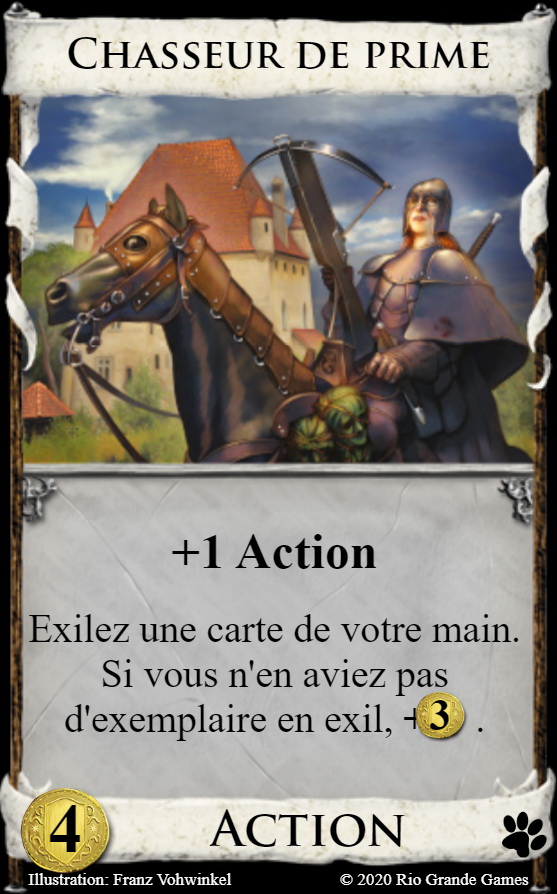 CHASSEUR DE PRIME
+1 Action
Exilez une carte de votre main.
Si vous n'en aviez pas
d'exemplaire en exil, +3 .
4
ACTION
Illustration: Franz Vohwinkel
© 2020 Rio Grande Games